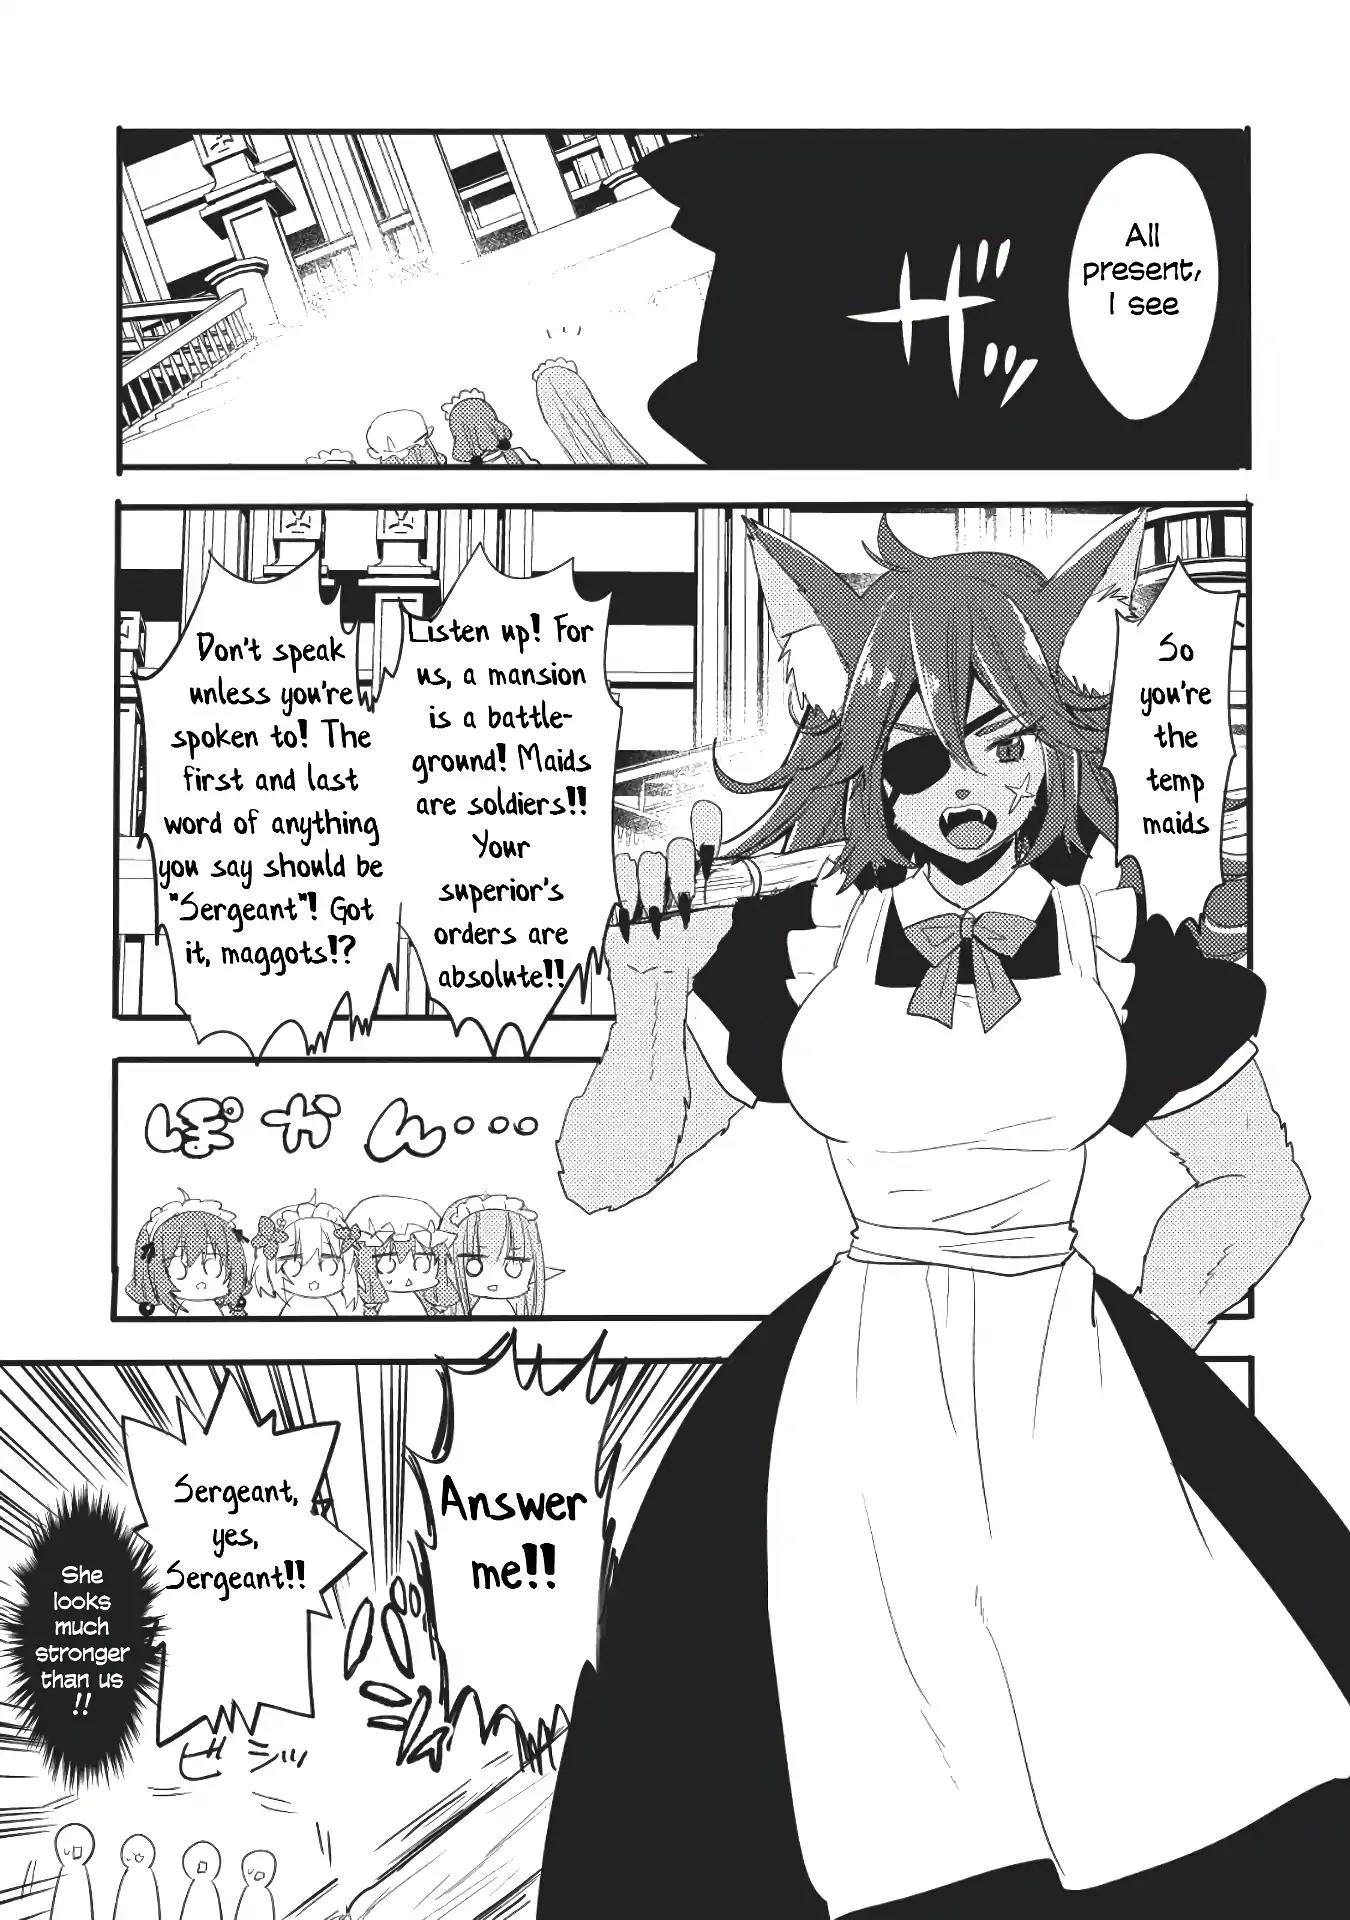 All
present,
I see
ザッ
So
you're
the
temp
maids
Listen up! For
us, a mansion
is a battle-
ground! Maids
are soldiers!!
Your
superior's
orders are
absolute!!
Don't speak
unless you're
spoken to! The
first and last
word of anything
you say should be
"Sergeant"! Got
it, maggots!?
ぽかん…
Answer
me!!
Sergeant,
yes,
Sergeant!!
ビシッ
She
looks
much
stronger
than us
!!